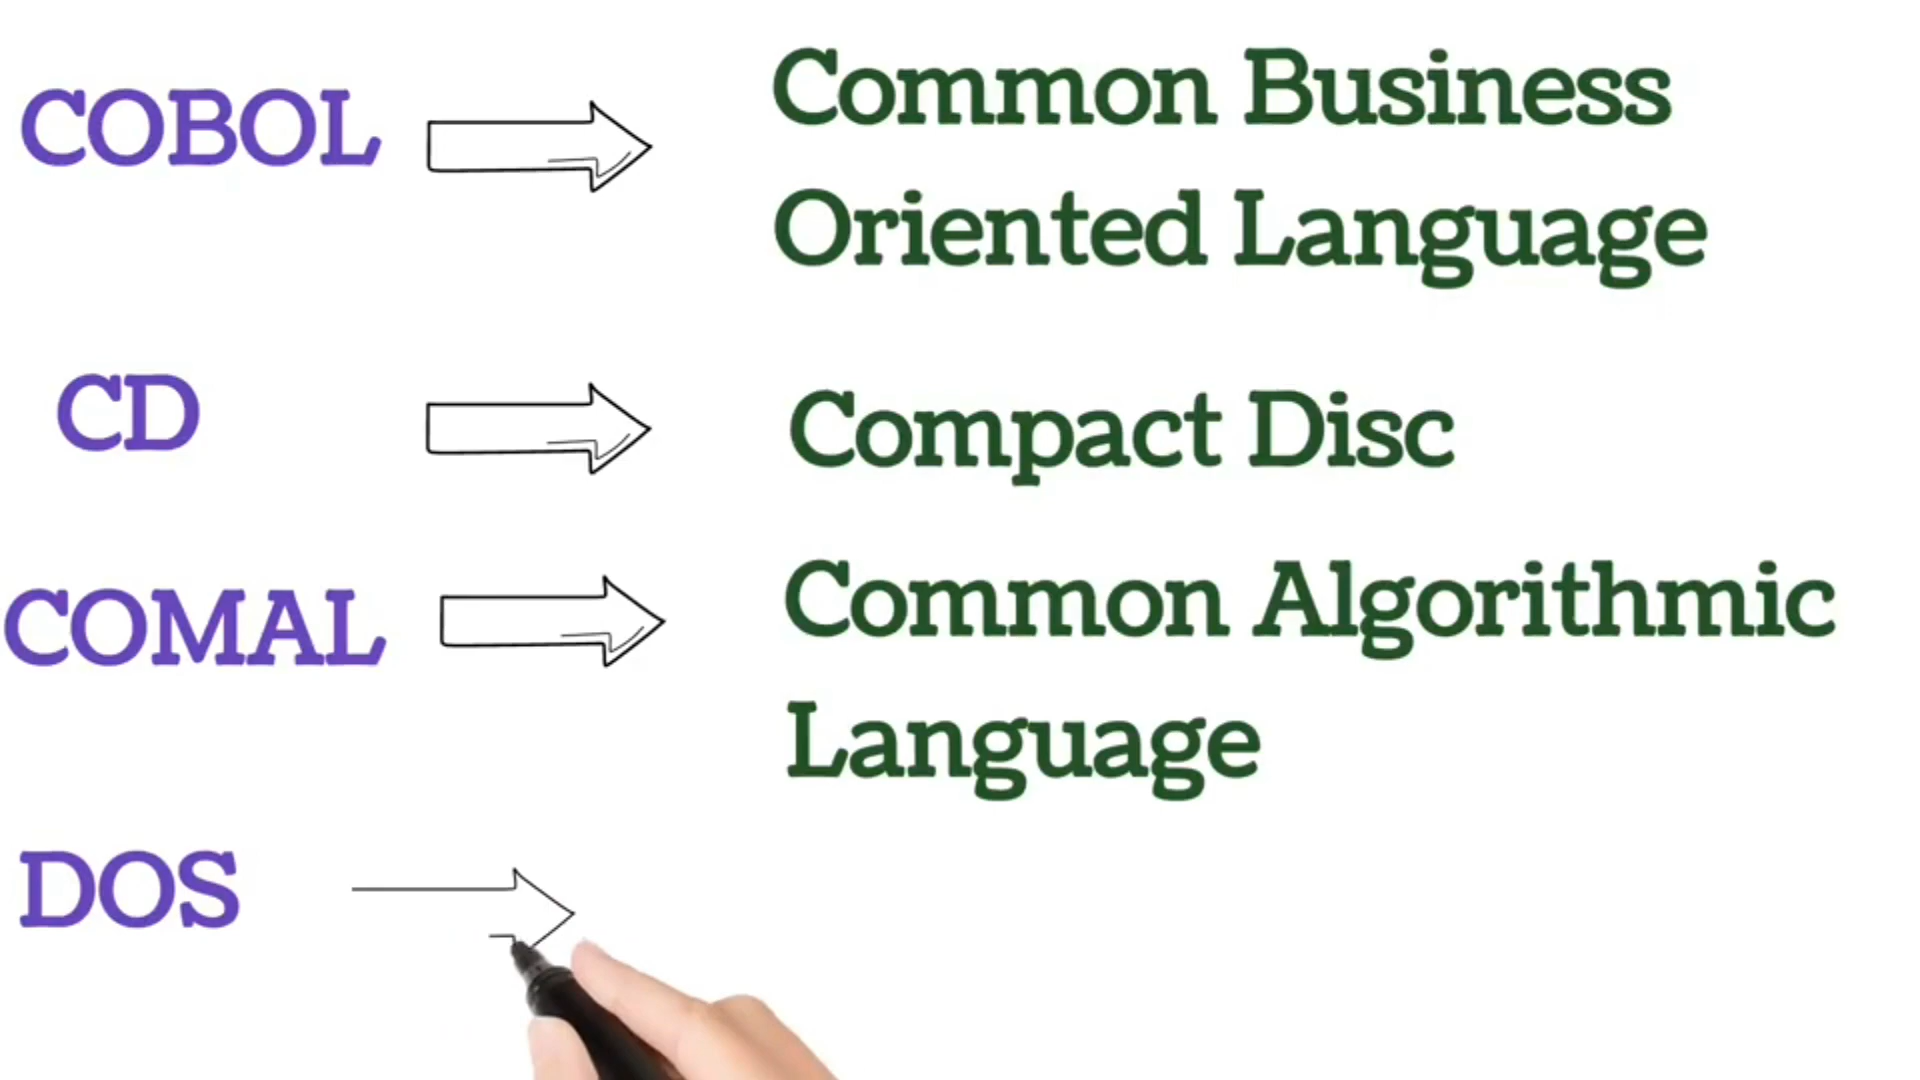 COBOL
Common Business
Oriented Language
CD
Compact Disc
COMAL
Common Algorithmic
Language
DOS